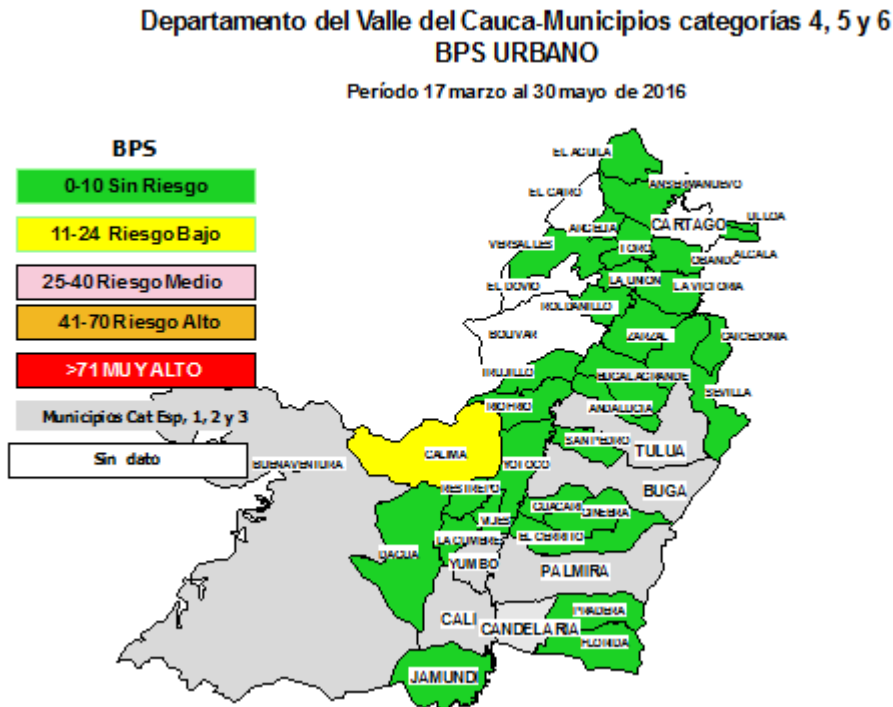 Departamento del Valle del Cauca-Municipios categorías 4, 5 y 6
BPS URBANO
Período 17 marzo al 30 mayo de 2016
BPS
0-10 Sin Riesgo
11-24 Riesgo Bajo
25-40 Riesgo Medio
41-70 Riesgo Alto
>71 MUY ALTO
Municipios Cat Esp, 1, 2 y 3
Sin dato
EL AGUILA
ANSERMANUEVO
EL CAIRO
ULLOA
CARTAGO
ARGELIA
VERSALLES
TORO
OBANDO
ALCALA
LA UNION
EL DOVIO
LA VICTORIA
ROLDANILLO
BOLIVAR
ZARZAL
CAICEDONIA
TRUJILLO
BUGALAGRANDE
SEVILLA
RIOFRIO
ANDALUCIA
SAN PEDRO
TULUA
CALIMA
YOTOCO
BUENAVENTURA
RESTREPO
BUGA
GUACARI
GINEBRA
VIJES
LA CUMBRE
EL CERRITO
DAGUA
YUMBO
PALMIRA
PRADERA
CALI
CANDELARIA
FLORIDA
JAMUNDI